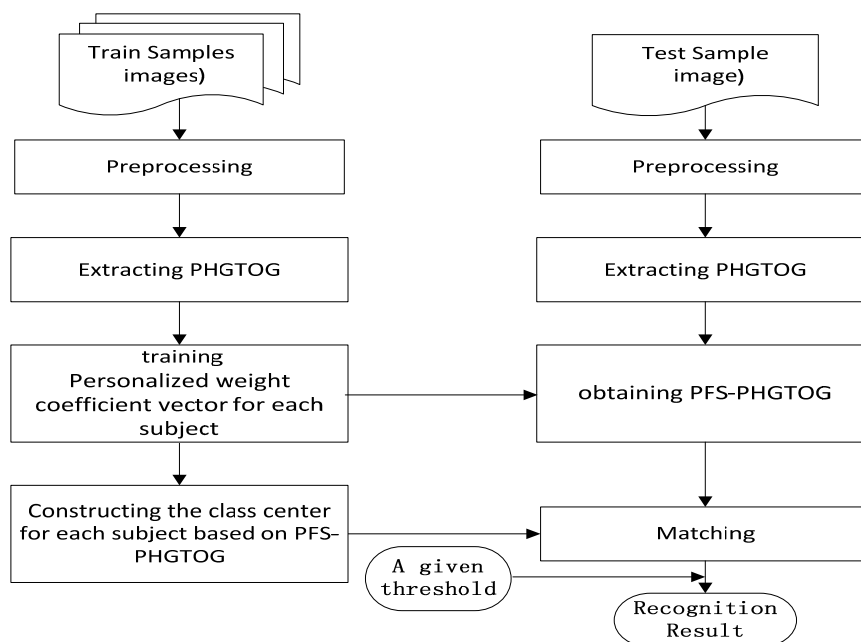 Train Samples
images)
Preprocessing
Extracting PHGTOG
training
Personalized weight
coefficient vector for each
subject
Constructing the class center
for each subject based on PFS-
PHGTOG
Test Sample
image)
Preprocessing
Extracting PHGTOG
obtaining PFS-PHGTOG
Matching
A given
threshold
Recognition
Result